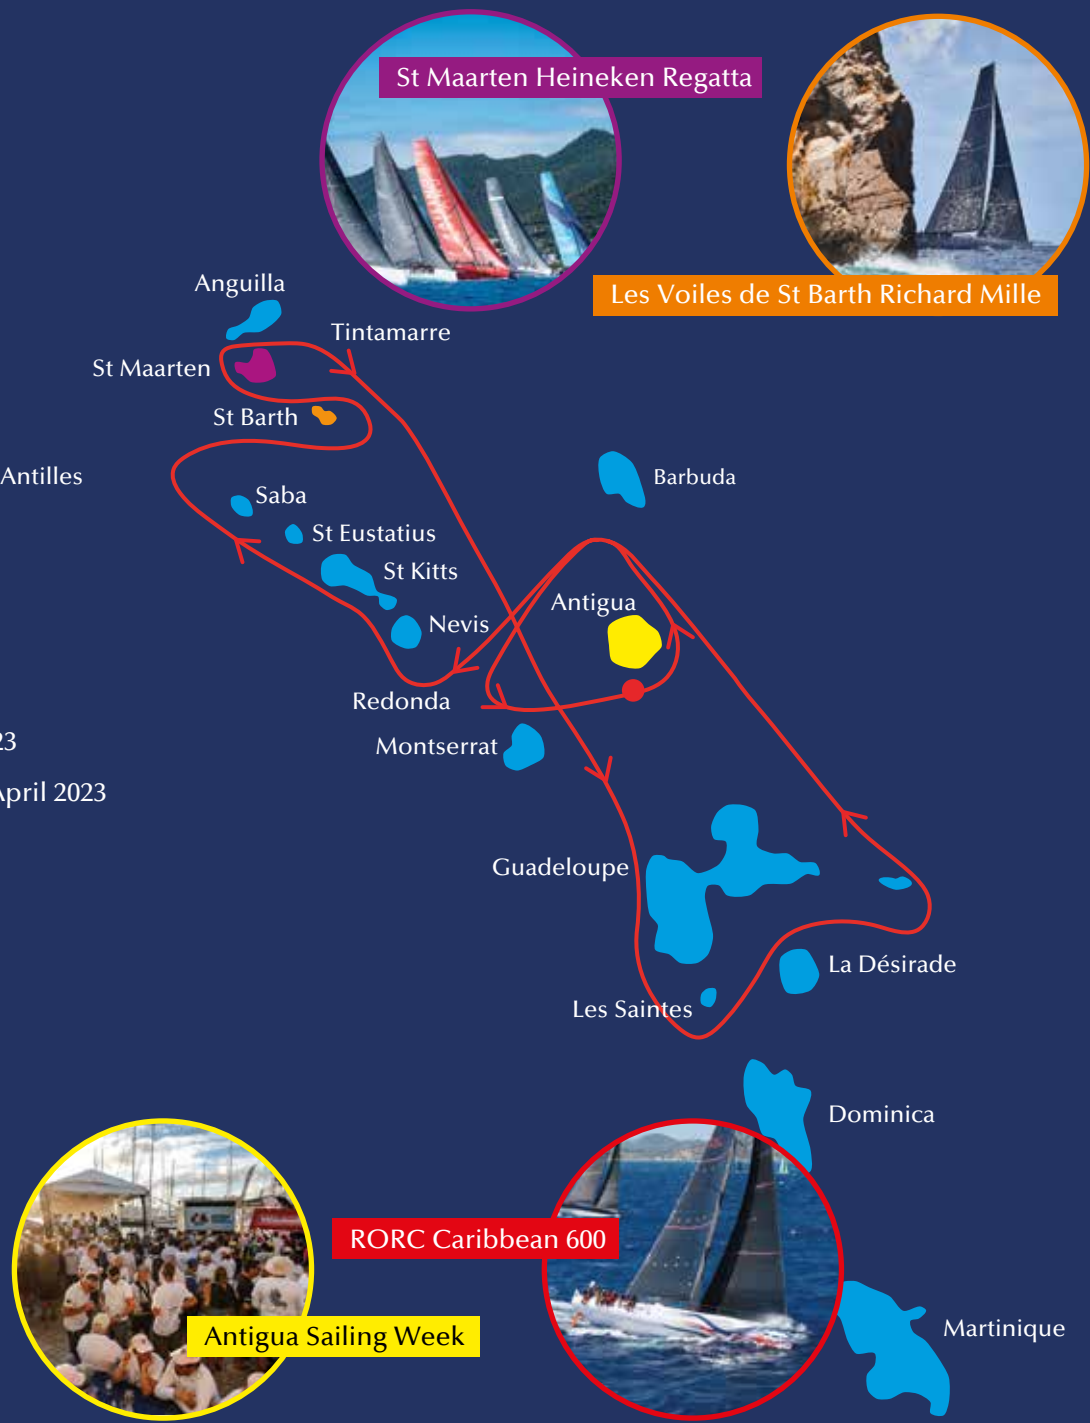 St Maarten Heineken Regatta
Les Voiles de St Barth Richard Mille
Anguilla
Tintamarre
St Maarten
St Barth
Antilles
Barbuda
Saba
St Eustatius
St Kitts
Antigua
Nevis
Redonda
23
April 2023
Montserrat
Guadeloupe
La Désirade
Les Saintes
Dominica
RORC Caribbean 600
Antigua Sailing Week
Martinique